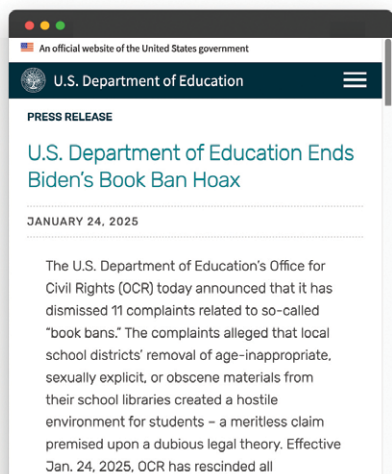 An official website of the United States government
U.S. Department of Education
PRESS RELEASE
U.S. Department of Education Ends
Biden's Book Ban Hoax
JANUARY 24, 2025
The U.S. Department of Education's Office for
Civil Rights (OCR) today announced that it has
dismissed 11 complaints related to so-called
"book bans." The complaints alleged that local
school districts' removal of age-inappropriate,
sexually explicit, or obscene materials from
their school libraries created a hostile
environment for students – a meritless claim
premised upon a dubious legal theory. Effective
Jan. 24, 2025, OCR has rescinded all